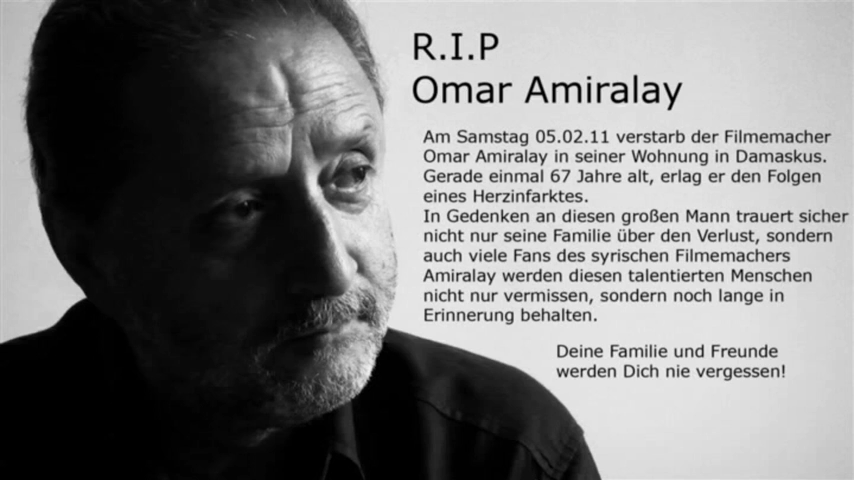 R.I.P
Omar Amiralay
Am Samstag 05.02.11 verstarb der Filmemacher
Omar Amiralay in seiner Wohnung in Damaskus.
Gerade einmal 67 Jahre alt, erlag er den Folgen
eines Herzinfarktes.
In Gedenken an diesen großen Mann trauert sicher
nicht nur seine Familie über den Verlust, sondern
auch viele Fans des syrischen Filmemachers
Amiralay werden diesen talentierten Menschen
nicht nur vermissen, sondern noch lange in
Erinnerung behalten.
Deine Familie und Freunde
werden Dich nie vergessen!